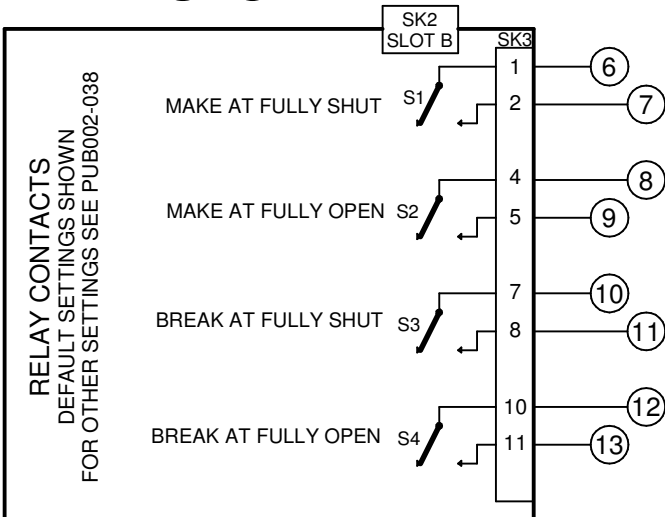 SK2
SLOT B
SK3
RELAY CONTACTS
DEFAULT SETTINGS SHOWN
FOR OTHER SETTINGS SEE PUB002-038
MAKE AT FULLY SHUT S1 1 6
2 7
MAKE AT FULLY OPEN S2 4 8
5 9
BREAK AT FULLY SHUT S3 7 10
8 11
BREAK AT FULLY OPEN S4 10 12
11 13